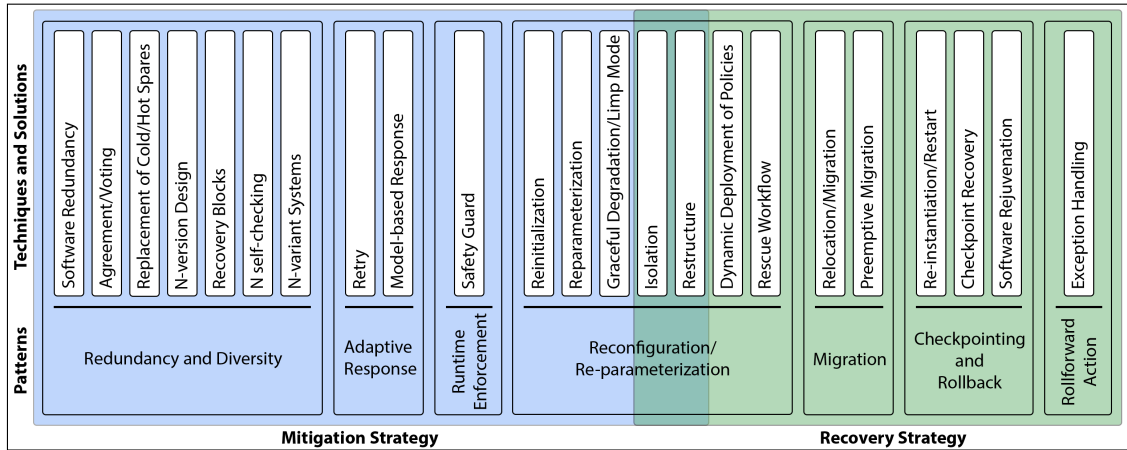 Techniques and Solutions
Software Redundancy
Agreement/Voting
Replacement of Cold/Hot Spares
N-version Design
Recovery Blocks
N self-checking
N-variant Systems
Retry
Model-based Response
Safety Guard
Reinitialization
Reparameterization
Graceful Degradation/Limp Mode
Isolation
Restructure
Dynamic Deployment of Policies
Rescue Workflow
Relocation/Migration
Preemptive Migration
Re-instantiation/Restart
Checkpoint Recovery
Software Rejuvenation
Exception Handling
Patterns
Redundancy and Diversity
Adaptive
Response
Runtime
Enforcement
Reconfiguration/
Re-parameterization
Migration
Checkpointing
and
Rollback
Rollforward
Action
Mitigation Strategy
Recovery Strategy